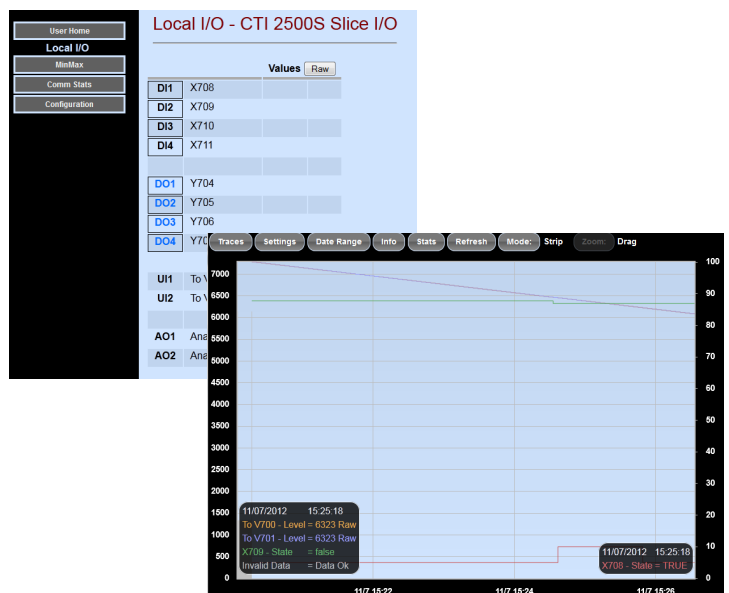 User Home
Local I/O
MinMax
Comm Stats
Configuration
Local I/O - CTI 2500S Slice I/O
Values Raw
DI1 X708
DI2 X709
DI3 X710
DI4 X711
DO1 Y704
DO2 Y705
DO3 Y706
DO4
UI1 To
UI2 To
AO1
AO2
Traces Settings Date Range Info Stats Refresh Mode: Strip Zoom: Drag
7000
6500
6000
5500
5000
4500
4000
3500
3000
2500
2000
1500
1000
500
0
100
90
80
70
60
50
40
30
20
10
0
11/07/2012 15:25:18
To V700 - Level = 6323 Raw
To V701 - Level = 6323 Raw
X709 - State = false
Invalid Data = Data Ok
11/07/2012 15:25:18
X708 - State = TRUE
11/7 15:22
11/7 15:24
11/7 15:26